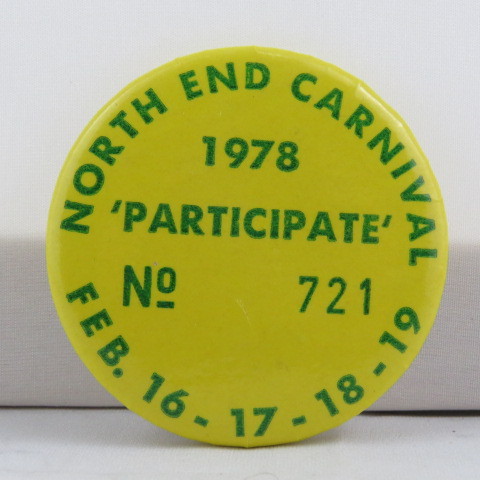 NORTH END CARNIVAL
1978
'PARTICIPATE'
Nº 721
FEB. 16 - 17 - 18 - 19